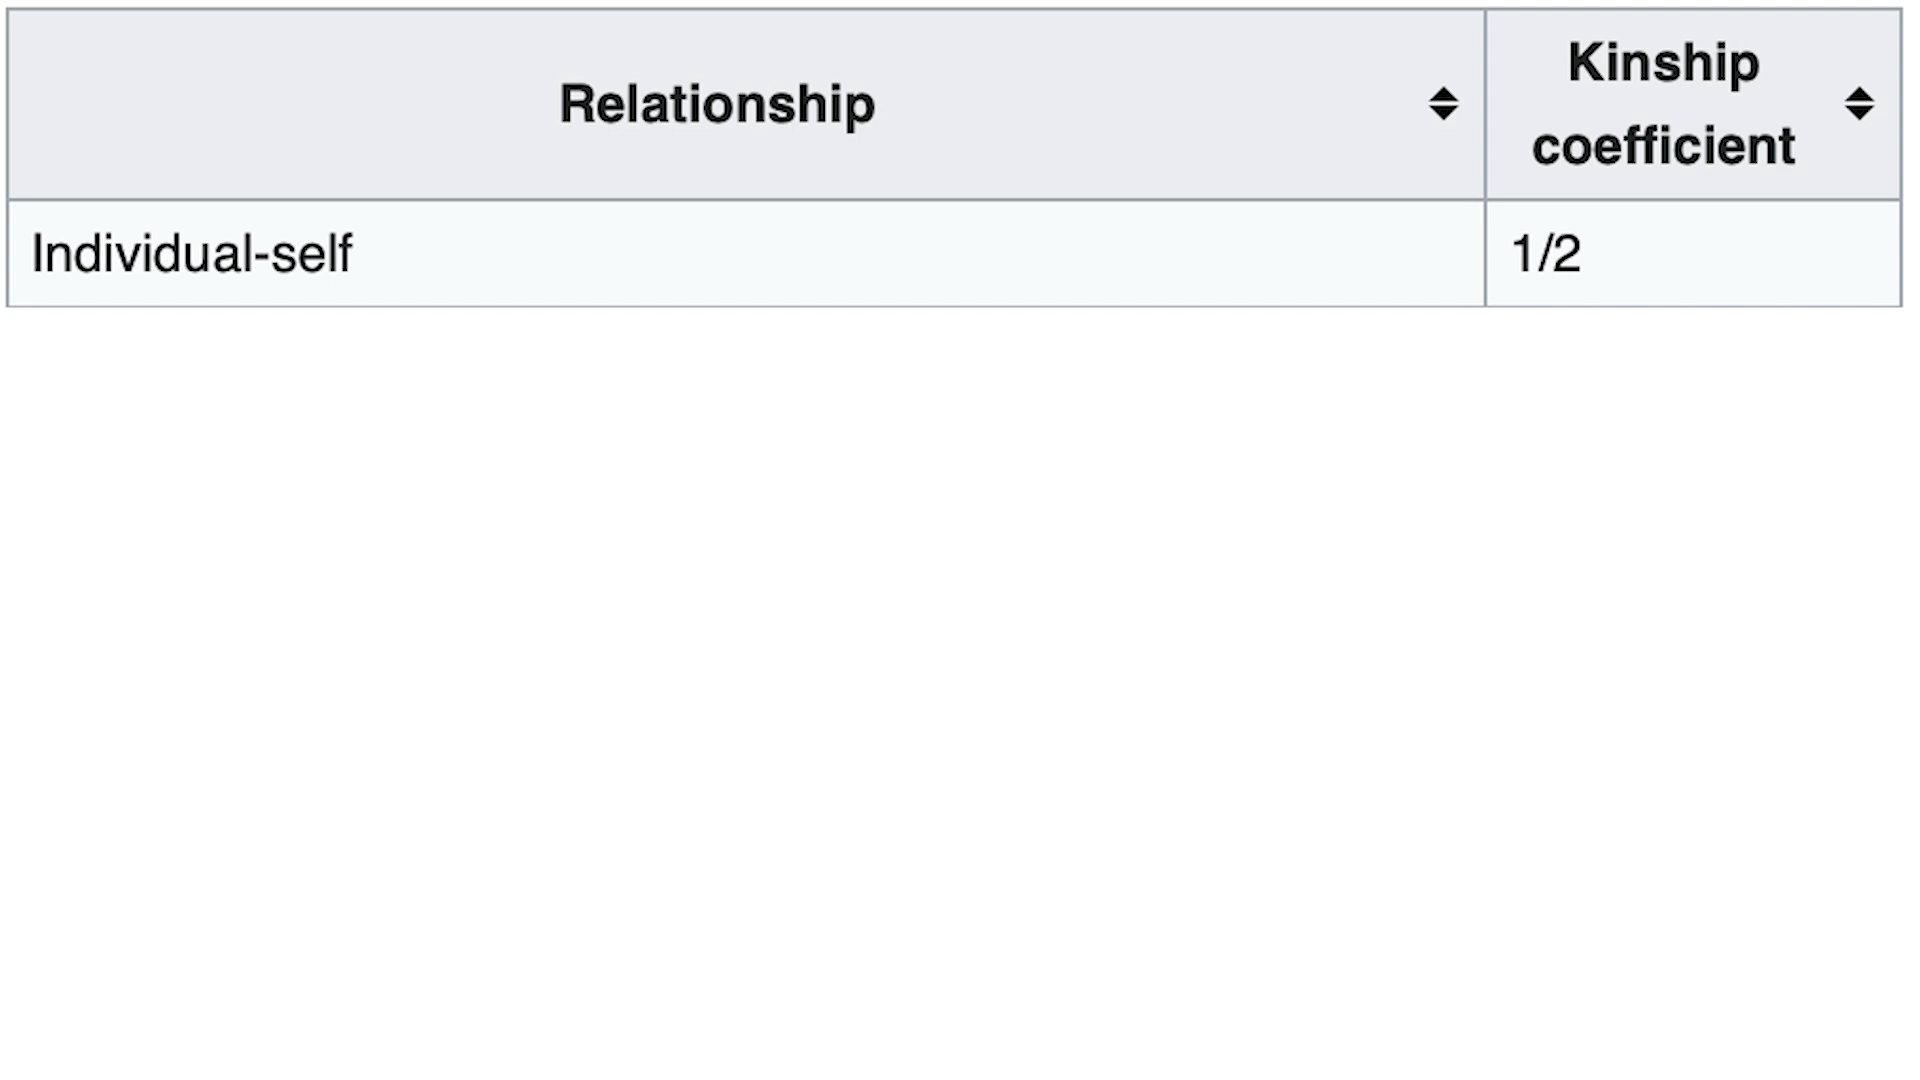 Relationship
Kinship
coefficient
Individual-self
1/2